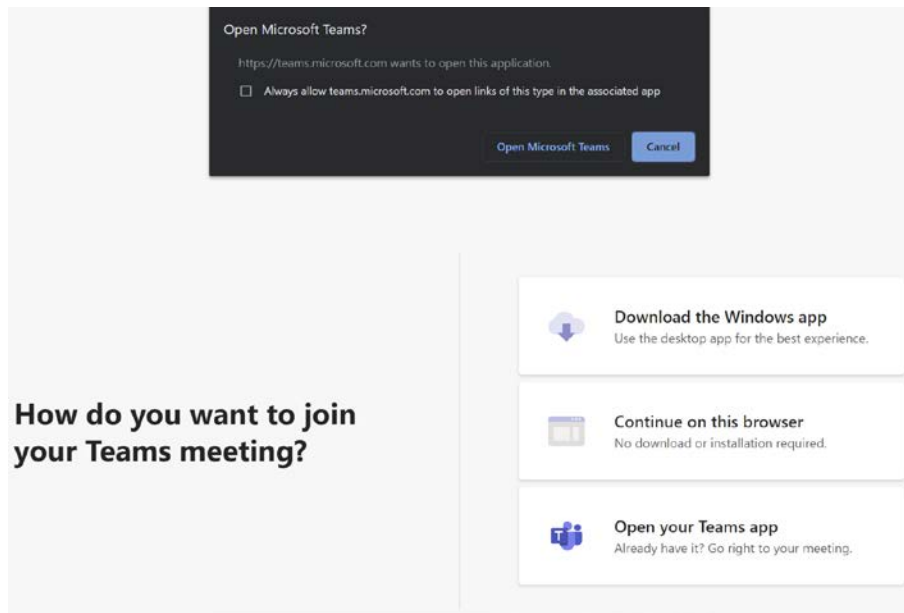 Open Microsoft Teams?
https://teams.microsoft.com wants to open this application.
Always allow teams.microsoft.com to open links of this type in the associated app
Open Microsoft Teams
Cancel
How do you want to join
your Teams meeting?
Download the Windows app
Use the desktop app for the best experience.
Continue on this browser
No download or installation required.
Open your Teams app
Already have it? Go right to your meeting.